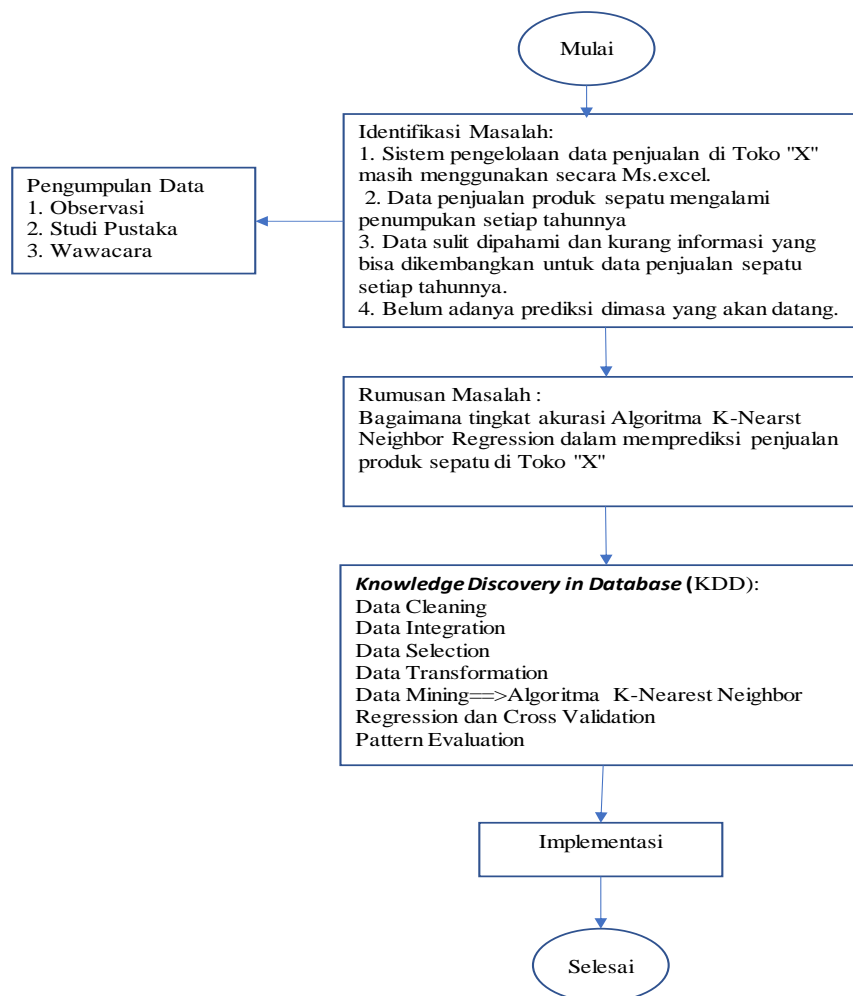 Mulai
Identifikasi Masalah:
1. Sistem pengelolaan data penjualan di Toko "X"
masih menggunakan secara Ms.excel.
2. Data penjualan produk sepatu mengalami
penumpukan setiap tahunnya
3. Data sulit dipahami dan kurang informasi yang
bisa dikembangkan untuk data penjualan sepatu
setiap tahunnya.
4. Belum adanya prediksi dimasa yang akan datang.
Pengumpulan Data
1. Observasi
2. Studi Pustaka
3. Wawacara
Rumusan Masalah :
Bagaimana tingkat akurasi Algoritma K-Nearst
Neighbor Regression dalam memprediksi penjualan
produk sepatu di Toko "X"
Knowledge Discovery in Database (KDD):
Data Cleaning
Data Integration
Data Selection
Data Transformation
Data Mining==>Algoritma K-Nearest Neighbor
Regression dan Cross Validation
Pattern Evaluation
Implementasi
Selesai